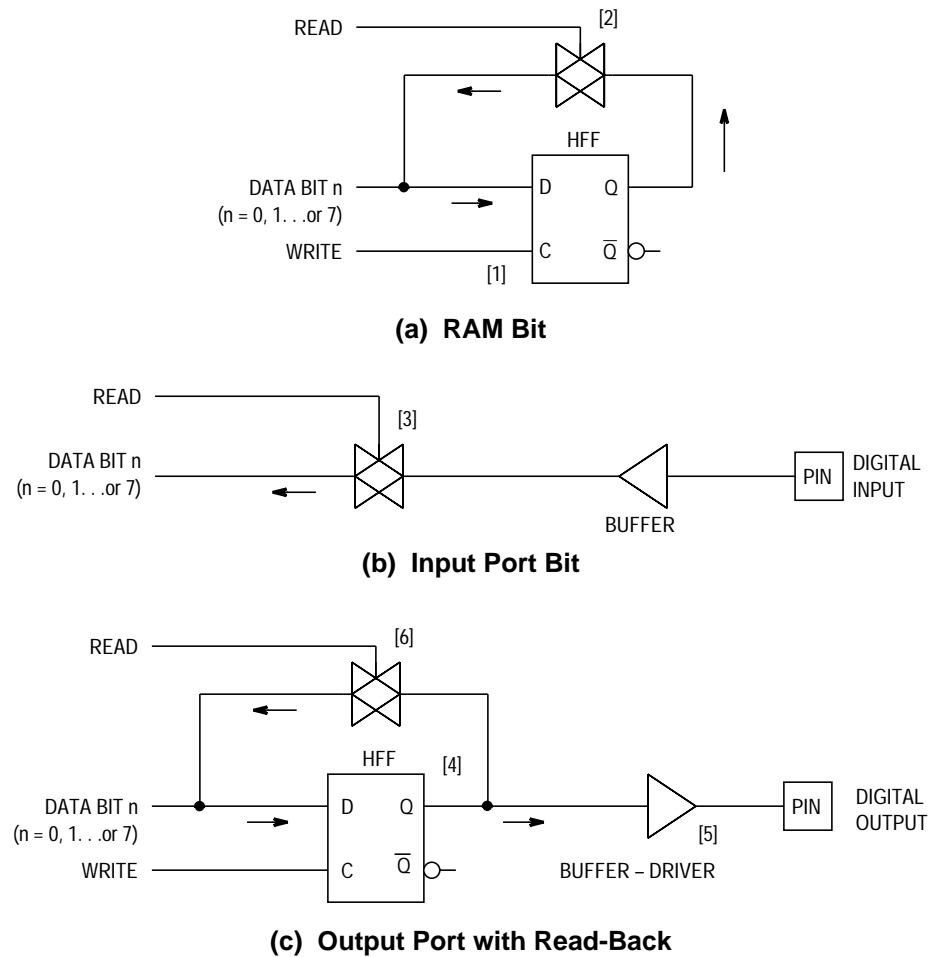 READ
[2]
HFF
DATA BIT n
(n = 0, 1. . .or 7)
D
Q
WRITE
C
Q̅
[1]
(a) RAM Bit
READ
[3]
DATA BIT n
(n = 0, 1. . .or 7)
BUFFER
PIN
DIGITAL
INPUT
(b) Input Port Bit
READ
[6]
HFF
[4]
DATA BIT n
(n = 0, 1. . .or 7)
D
Q
WRITE
C
Q̅
[5]
BUFFER – DRIVER
PIN
DIGITAL
OUTPUT
(c) Output Port with Read-Back